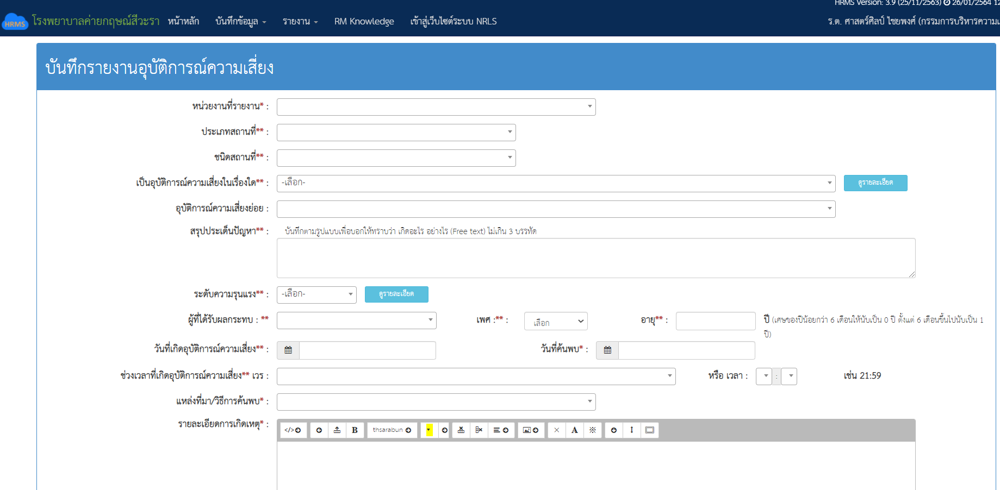 HRMS Version: 3.9 (25/11/2563) 26/01/2564 12
HRMS โรงพยาบาลค่ายกฤษณ์สีวะรา หน้าหลัก บันทึกข้อมูล รายงาน RM Knowledge เข้าสู่เว็บไซต์ระบบ NRLS ร.ต. ศาสตร์ศิลป์ ไชยพงศ์ (กรรมการบริหารความ
บันทึกรายงานอุบัติการณ์ความเสี่ยง
หน่วยงานที่รายงาน* :
ประเภทสถานที่** :
ชนิดสถานที่** :
เป็นอุบัติการณ์ความเสี่ยงในเรื่องใด** : -เลือก- ดูรายละเอียด
อุบัติการณ์ความเสี่ยงย่อย :
สรุปประเด็นปัญหา** : บันทึกตามรูปแบบเพื่อบอกให้ทราบว่า เกิดอะไร อย่างไร (Free text) ไม่เกิน 3 บรรทัด
ระดับความรุนแรง** : -เลือก- ดูรายละเอียด
ผู้ที่ได้รับผลกระทบ : ** เพศ :** : เลือก อายุ** : ปี (เศษของปีน้อยกว่า 6 เดือนให้นับเป็น 0 ปี ตั้งแต่ 6 เดือนขึ้นไปนับเป็น 1
ปี)
วันที่เกิดอุบัติการณ์ความเสี่ยง** : วันที่ค้นพบ* :
ช่วงเวลาที่เกิดอุบัติการณ์ความเสี่ยง** เวร : หรือ เวลา : : เช่น 21:59
แหล่งที่มา/วิธีการค้นพบ* :
รายละเอียดการเกิดเหตุ* : </> B thsarabun A